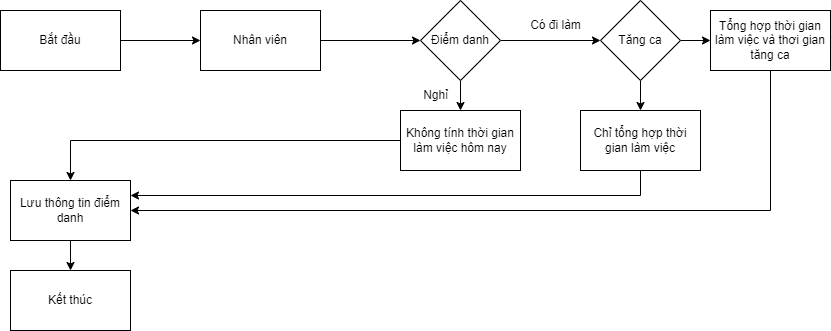 Bắt đầu
Nhân viên
Điểm danh
Có đi làm
Tăng ca
Tổng hợp thời gian
làm việc và thơi gian
tăng ca
Nghỉ
Không tính thời gian
làm việc hôm nay
Chỉ tổng hợp thời
gian làm việc
Lưu thông tin điểm
danh
Kết thúc